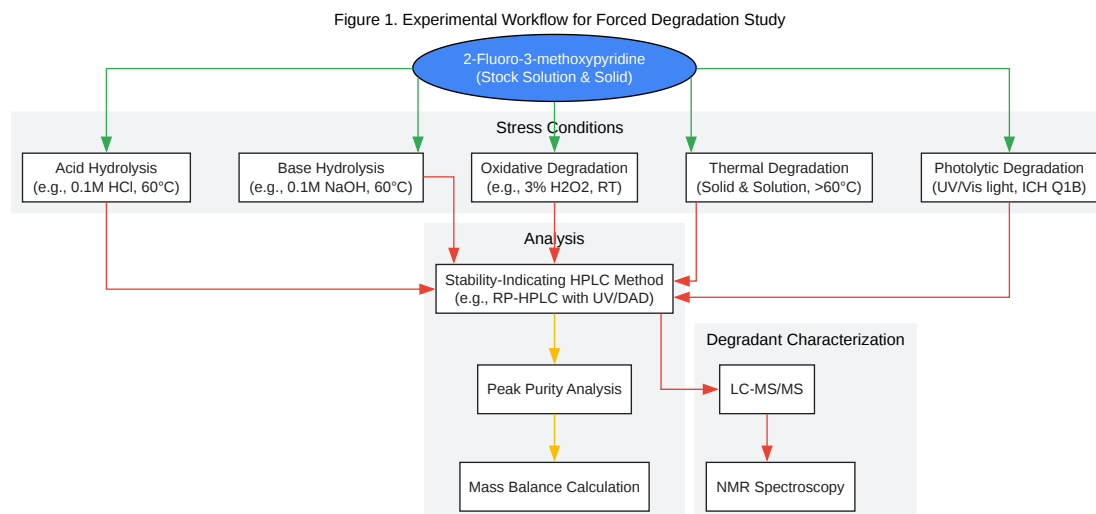 Figure 1. Experimental Workflow for Forced Degradation Study
2-Fluoro-3-methoxypyridine
(Stock Solution & Solid)
Stress Conditions
Acid Hydrolysis
(e.g., 0.1M HCl, 60°C)
Base Hydrolysis
(e.g., 0.1M NaOH, 60°C)
Oxidative Degradation
(e.g., 3% H2O2, RT)
Thermal Degradation
(Solid & Solution, >60°C)
Photolytic Degradation
(UV/Vis light, ICH Q1B)
Analysis
Stability-Indicating HPLC Method
(e.g., RP-HPLC with UV/DAD)
Peak Purity Analysis
Mass Balance Calculation
Degradant Characterization
LC-MS/MS
NMR Spectroscopy